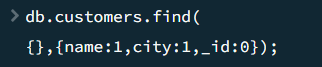 > db.customers.find(
{},{name:1,city:1,_id:0});